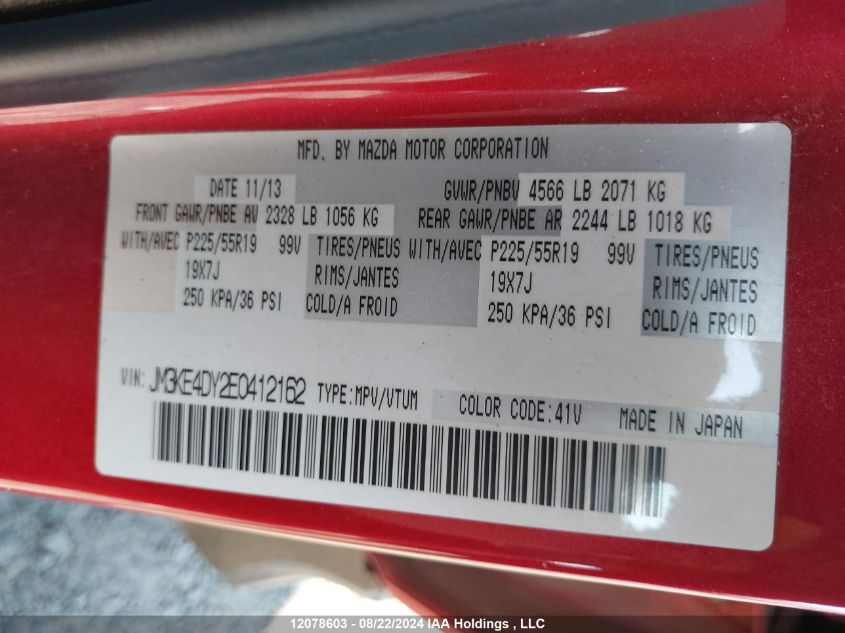 MFD. BY MAZDA MOTOR CORPORATION
DATE 11/13 GVWR/PNBV 4566 LB 2071 KG
FRONT GAWR/PNBE AV 2328 LB 1056 KG REAR GAWR/PNBE AR 2244 LB 1018 KG
WITH/AVEC P225/55R19 99V TIRES/PNEUS WITH/AVEC P225/55R19 99V TIRES/PNEUS
19X7J RIMS/JANTES 19X7J RIMS/JANTES
250 KPA/36 PSI COLD/A FROID 250 KPA/36 PSI COLD/A FROID
VIN: JM3KE4DY2E0412162 TYPE:MPV/VTUM COLOR CODE:41V MADE IN JAPAN
12078603 - 08/22/2024 IAA Holdings , LLC